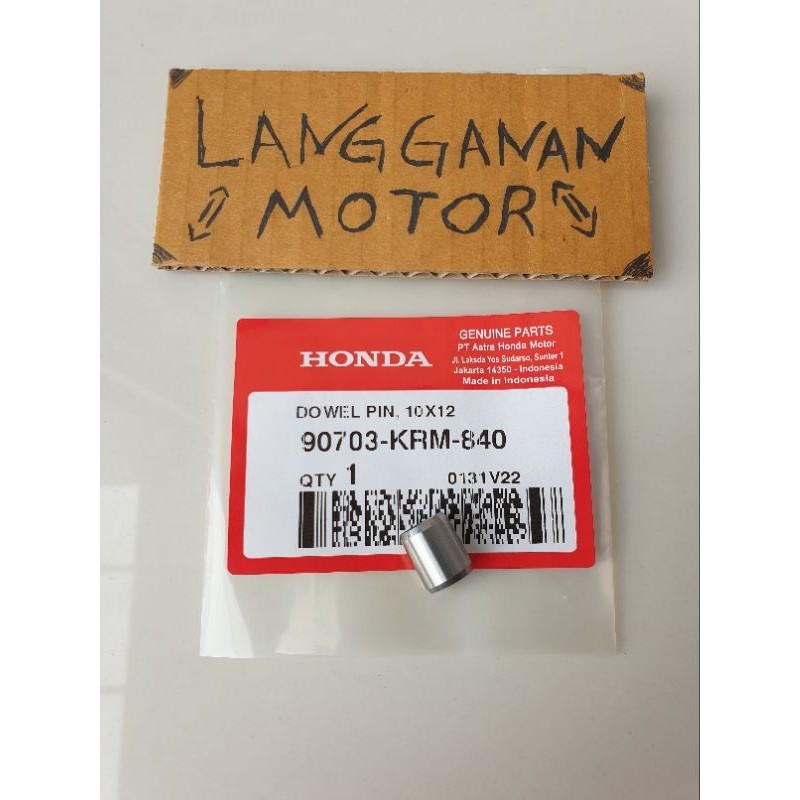 LANGGANAN
MOTOR
HONDA
GENUINE PARTS
PT Astra Honda Motor
Jl. Laksda Yos Sudarso, Sunter 1
Jakarta 14350 - Indonesia
Made in Indonesia
DOWEL PIN, 10X12
90703-KRM-840
QTY 1 0131V22